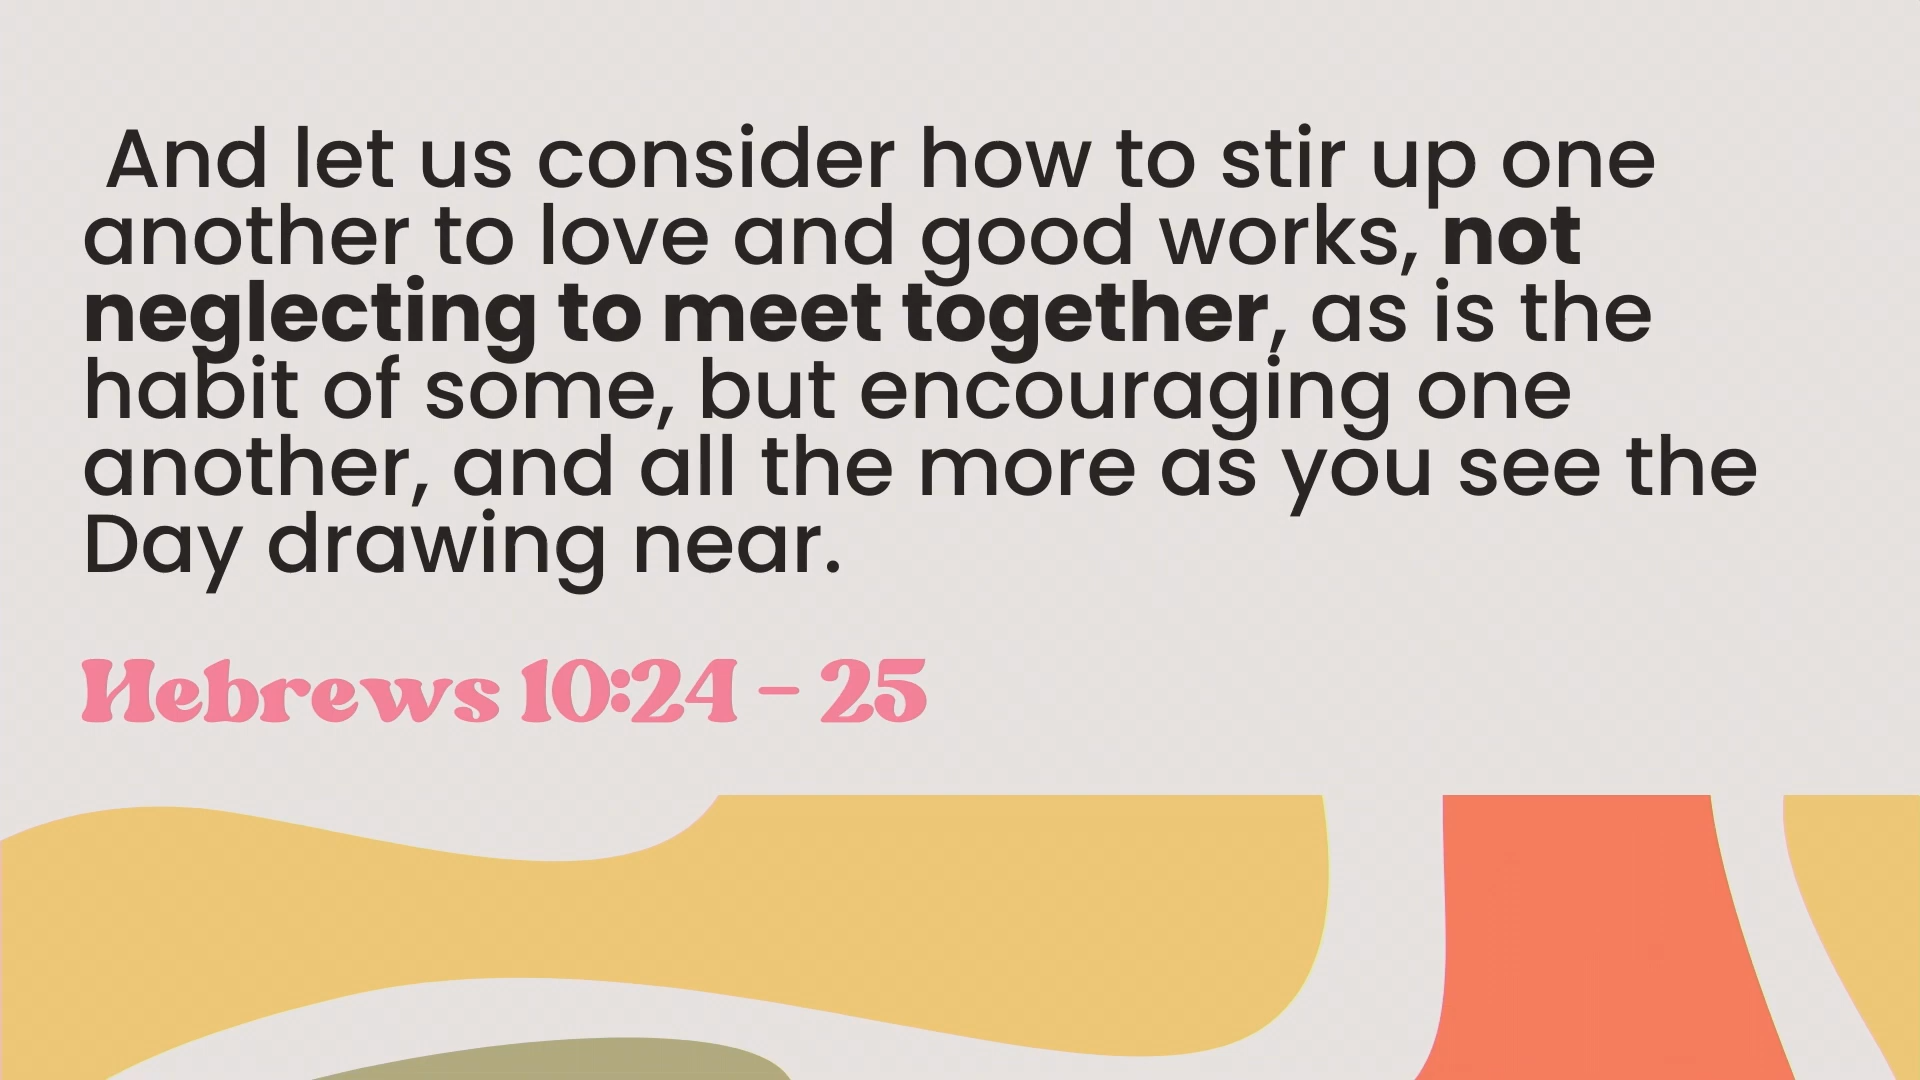 And let us consider how to stir up one
another to love and good works, not
neglecting to meet together, as is the
habit of some, but encouraging one
another, and all the more as you see the
Day drawing near.
Hebrews 10:24 – 25